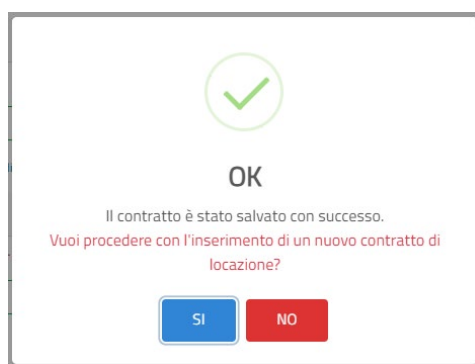 OK
Il contratto è stato salvato con successo.
Vuoi procedere con l'inserimento di un nuovo contratto di
locazione?
SI
NO